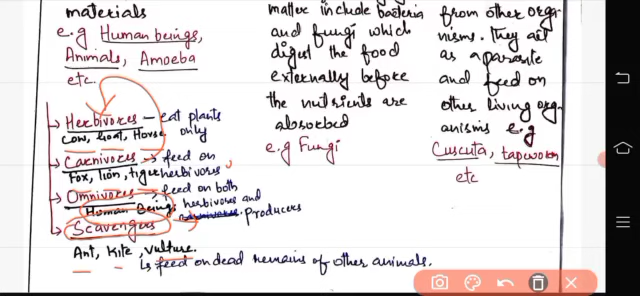 materials
e.g Human beings,
Animals, Amoeba
etc.
→ Herbivores – eat plants
Cow, Goat, Horse only
→ Carnivores → feed on
Fox, lion, tiger herbivores
→ Omnivores → feed on both
Human Beings herbivores and
producers
→ Scavengers →
Ant, Kite, Vulture.
↳ feed on dead remains of other animals.
matter include bacteria
and fungi which
digest the food
externally before
the nutrients are
absorbed
e.g Fungi
from other orga-
nisms. They act
as a parasite
and feed on
other living org-
anisms e.g
Cuscuta, tapeworm
etc